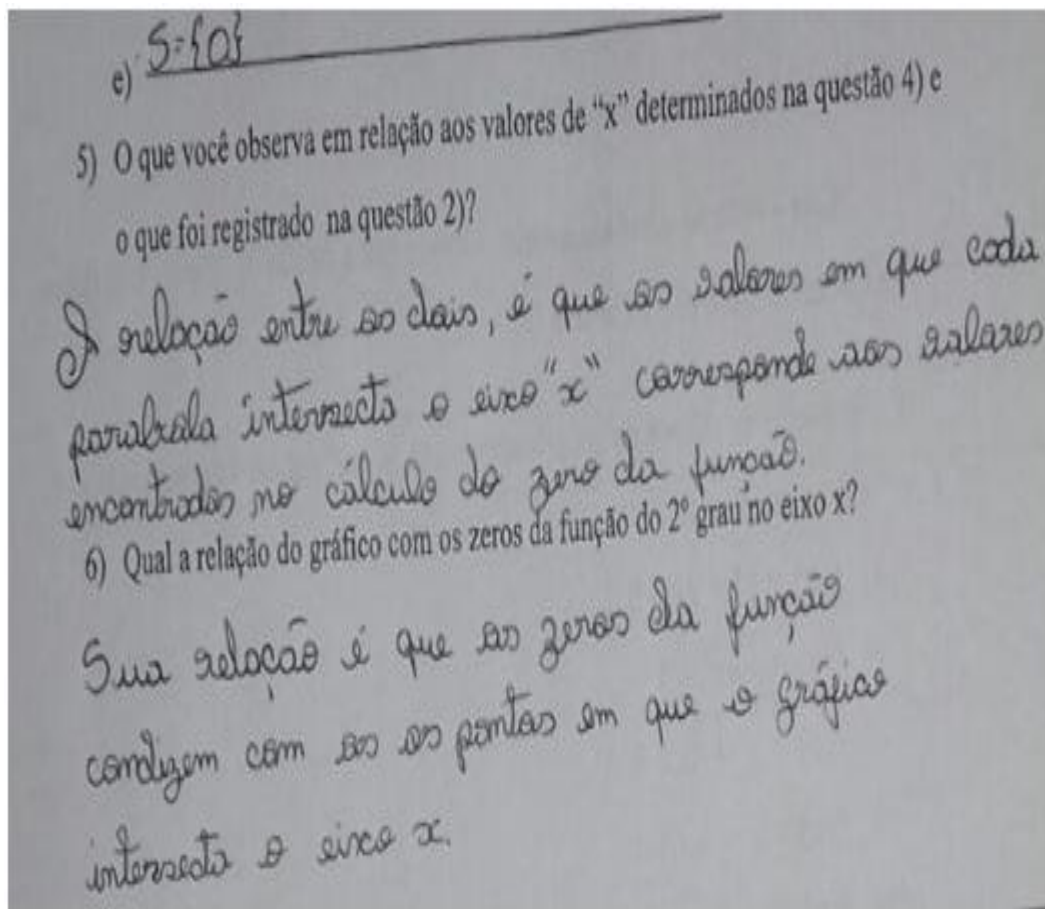 e) S={0}
5) O que você observa em relação aos valores de “x” determinados na questão 4) e
o que foi registrado na questão 2)?
A relação entre os dois, é que os valores em que cada
parabola intersecta o eixo "x" corresponde aos valores
encontrados no cálculo do zero da função.
6) Qual a relação do gráfico com os zeros da função do 2º grau no eixo x?
Sua relação é que os zeros da função
condizem com os os pontos em que o gráfico
intersecta o eixo x.